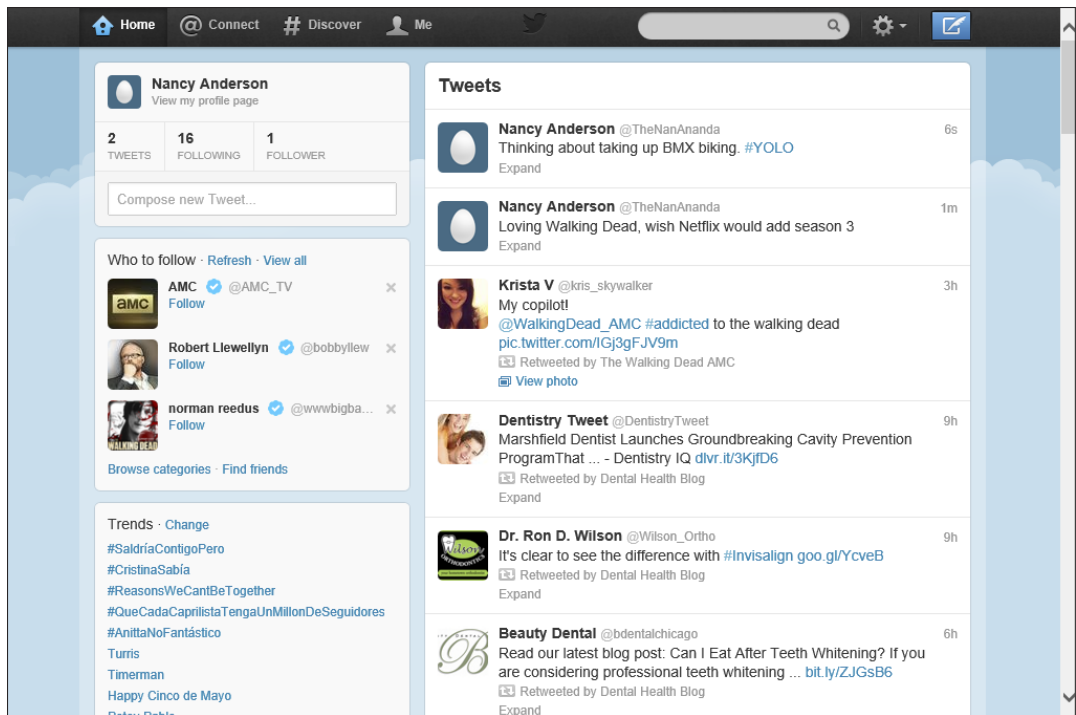 Home
Connect
Discover
Me
Nancy Anderson
View my profile page
2
TWEETS
16
FOLLOWING
1
FOLLOWER
Compose new Tweet...
Who to follow · Refresh · View all
AMC @AMC_TV
Follow
Robert Llewellyn @bobbyllew
Follow
norman reedus @wwwbigba...
Follow
WALKING DEAD
Browse categories · Find friends
Trends · Change
#SaldríaContigoPero
#CristinaSabía
#ReasonsWeCantBeTogether
#QueCadaCaprilistaTengaUnMillonDeSeguidores
#AnittaNoFantástico
Turris
Timerman
Happy Cinco de Mayo
Tweets
Nancy Anderson @TheNanAnanda 6s
Thinking about taking up BMX biking. #YOLO
Expand
Nancy Anderson @TheNanAnanda 1m
Loving Walking Dead, wish Netflix would add season 3
Expand
Krista V @kris_skywalker 3h
My copilot!
@WalkingDead_AMC #addicted to the walking dead
pic.twitter.com/IGj3gFJV9m
Retweeted by The Walking Dead AMC
View photo
Dentistry Tweet @DentistryTweet 9h
Marshfield Dentist Launches Groundbreaking Cavity Prevention
ProgramThat ... - Dentistry IQ dlvr.it/3KjfD6
Retweeted by Dental Health Blog
Expand
Dr. Ron D. Wilson @Wilson_Ortho 9h
It's clear to see the difference with #Invisalign goo.gl/YcveB
Retweeted by Dental Health Blog
Expand
Beauty Dental @bdentalchicago 6h
Read our latest blog post: Can I Eat After Teeth Whitening? If you
are considering professional teeth whitening ... bit.ly/ZJGsB6
Retweeted by Dental Health Blog
Expand